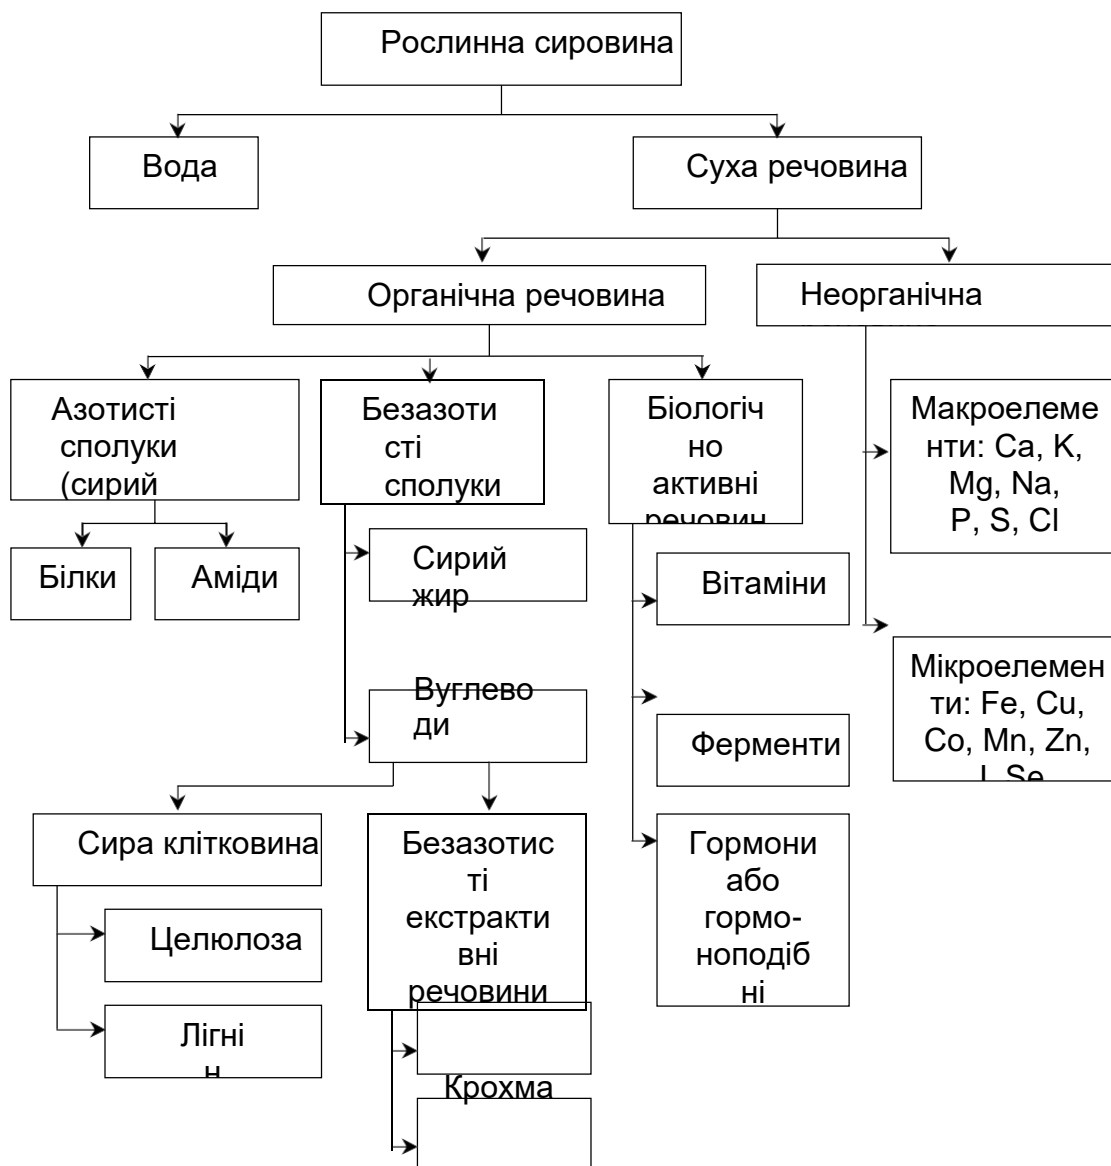 Рослинна сировина
Вода
Суха речовина
Органічна речовина
Неорганічна
Азотисті
сполуки
(сирий
Безазоти
сті
сполуки
Біологіч
но
активні
речовин
Макроелеме
нти: Ca, K,
Mg, Na,
P, S, Cl
Білки
Аміди
Сирий
жир
Вітаміни
Мікроелемен
ти: Fe, Cu,
Co, Mn, Zn,
I, Se
Вуглево
ди
Ферменти
Сира клітковина
Безазотис
ті
екстракти
вні
речовини
Гормони
або
гормо-
ноподіб
ні
Целюлоза
Лігні
н
Крохма